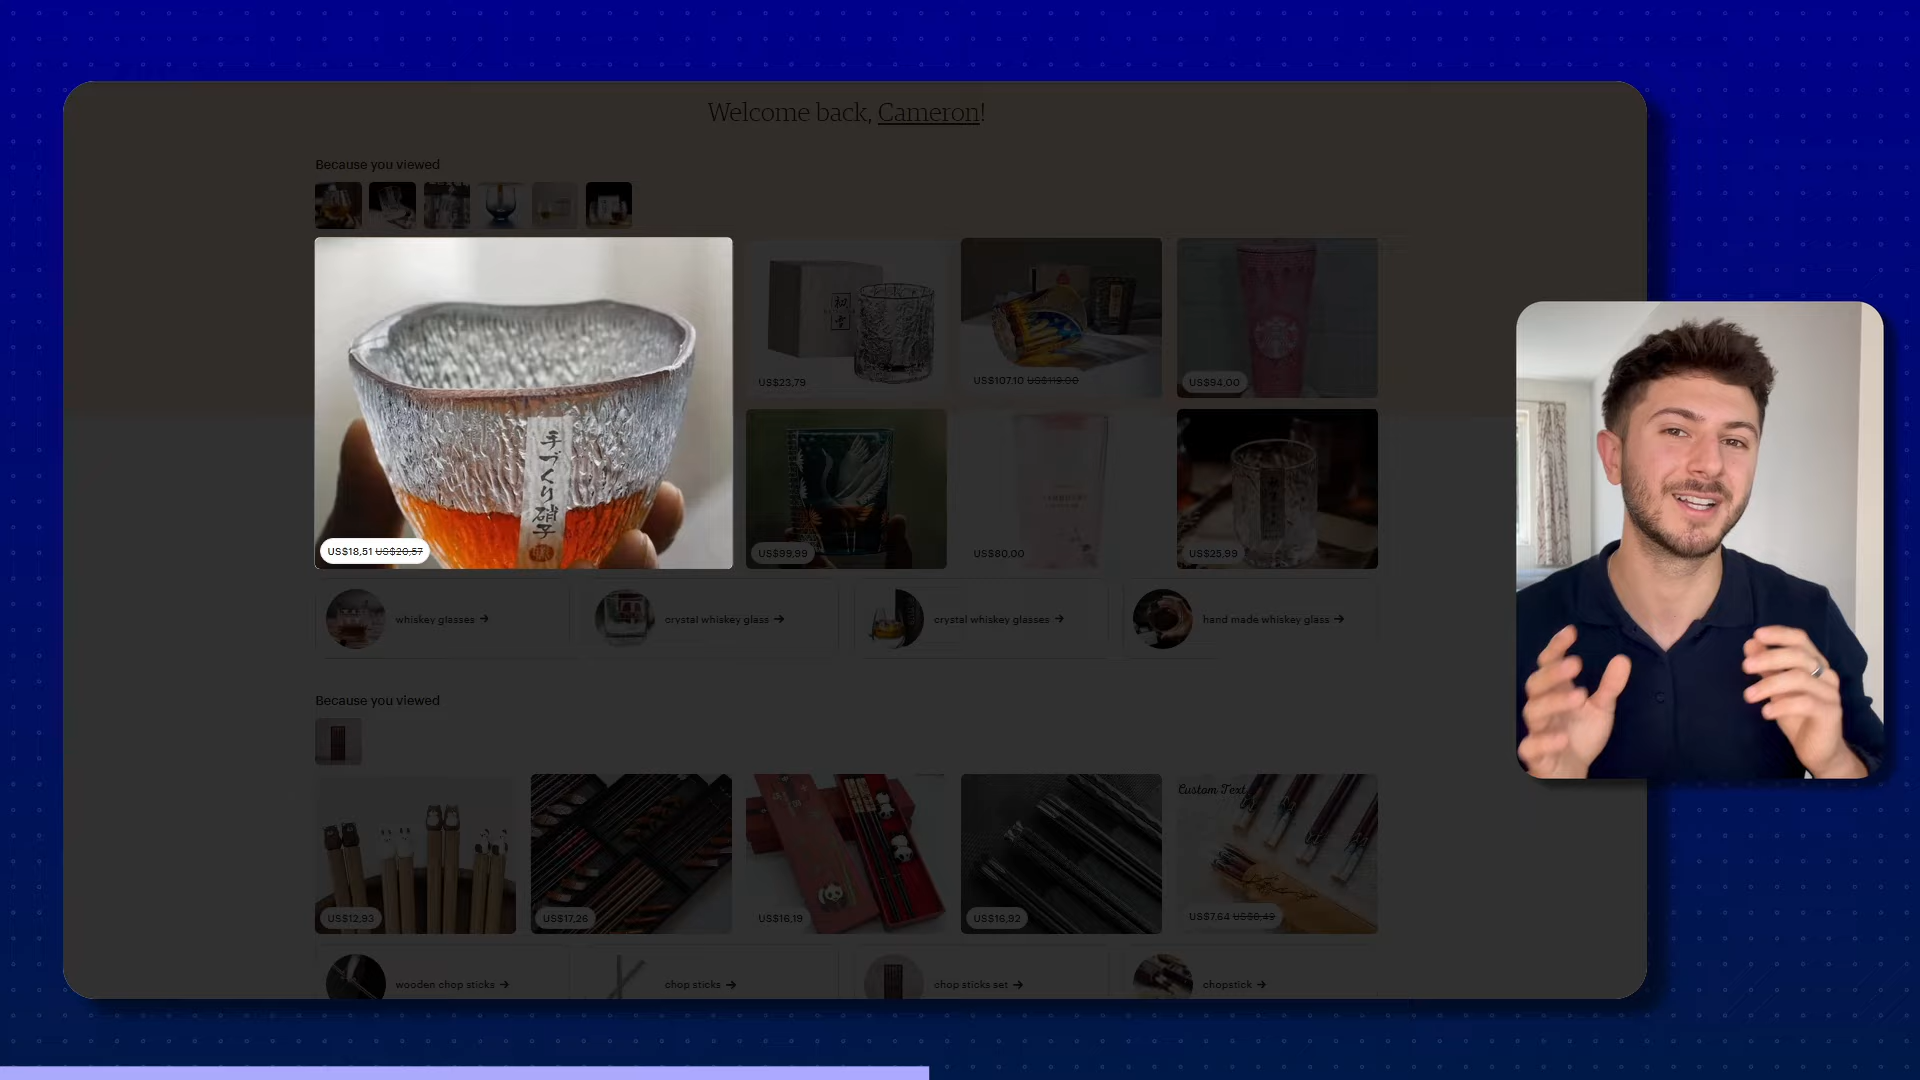 Welcome back, Cameron!
Because you viewed
手づくり硝子
US$18,51 US$20,57
初雪
US$23,79
US$107,10 US$119,00
US$94,00
US$99,99
US$80,00
US$25,99
whiskey glasses →
crystal whiskey glass →
crystal whiskey glasses →
hand made whiskey glass →
Because you viewed
US$12,93
US$17,26
US$16,19
US$16,92
Custom Text
US$7,64 US$8,49
wooden chop sticks →
chop sticks →
chop sticks set →
chopstick →